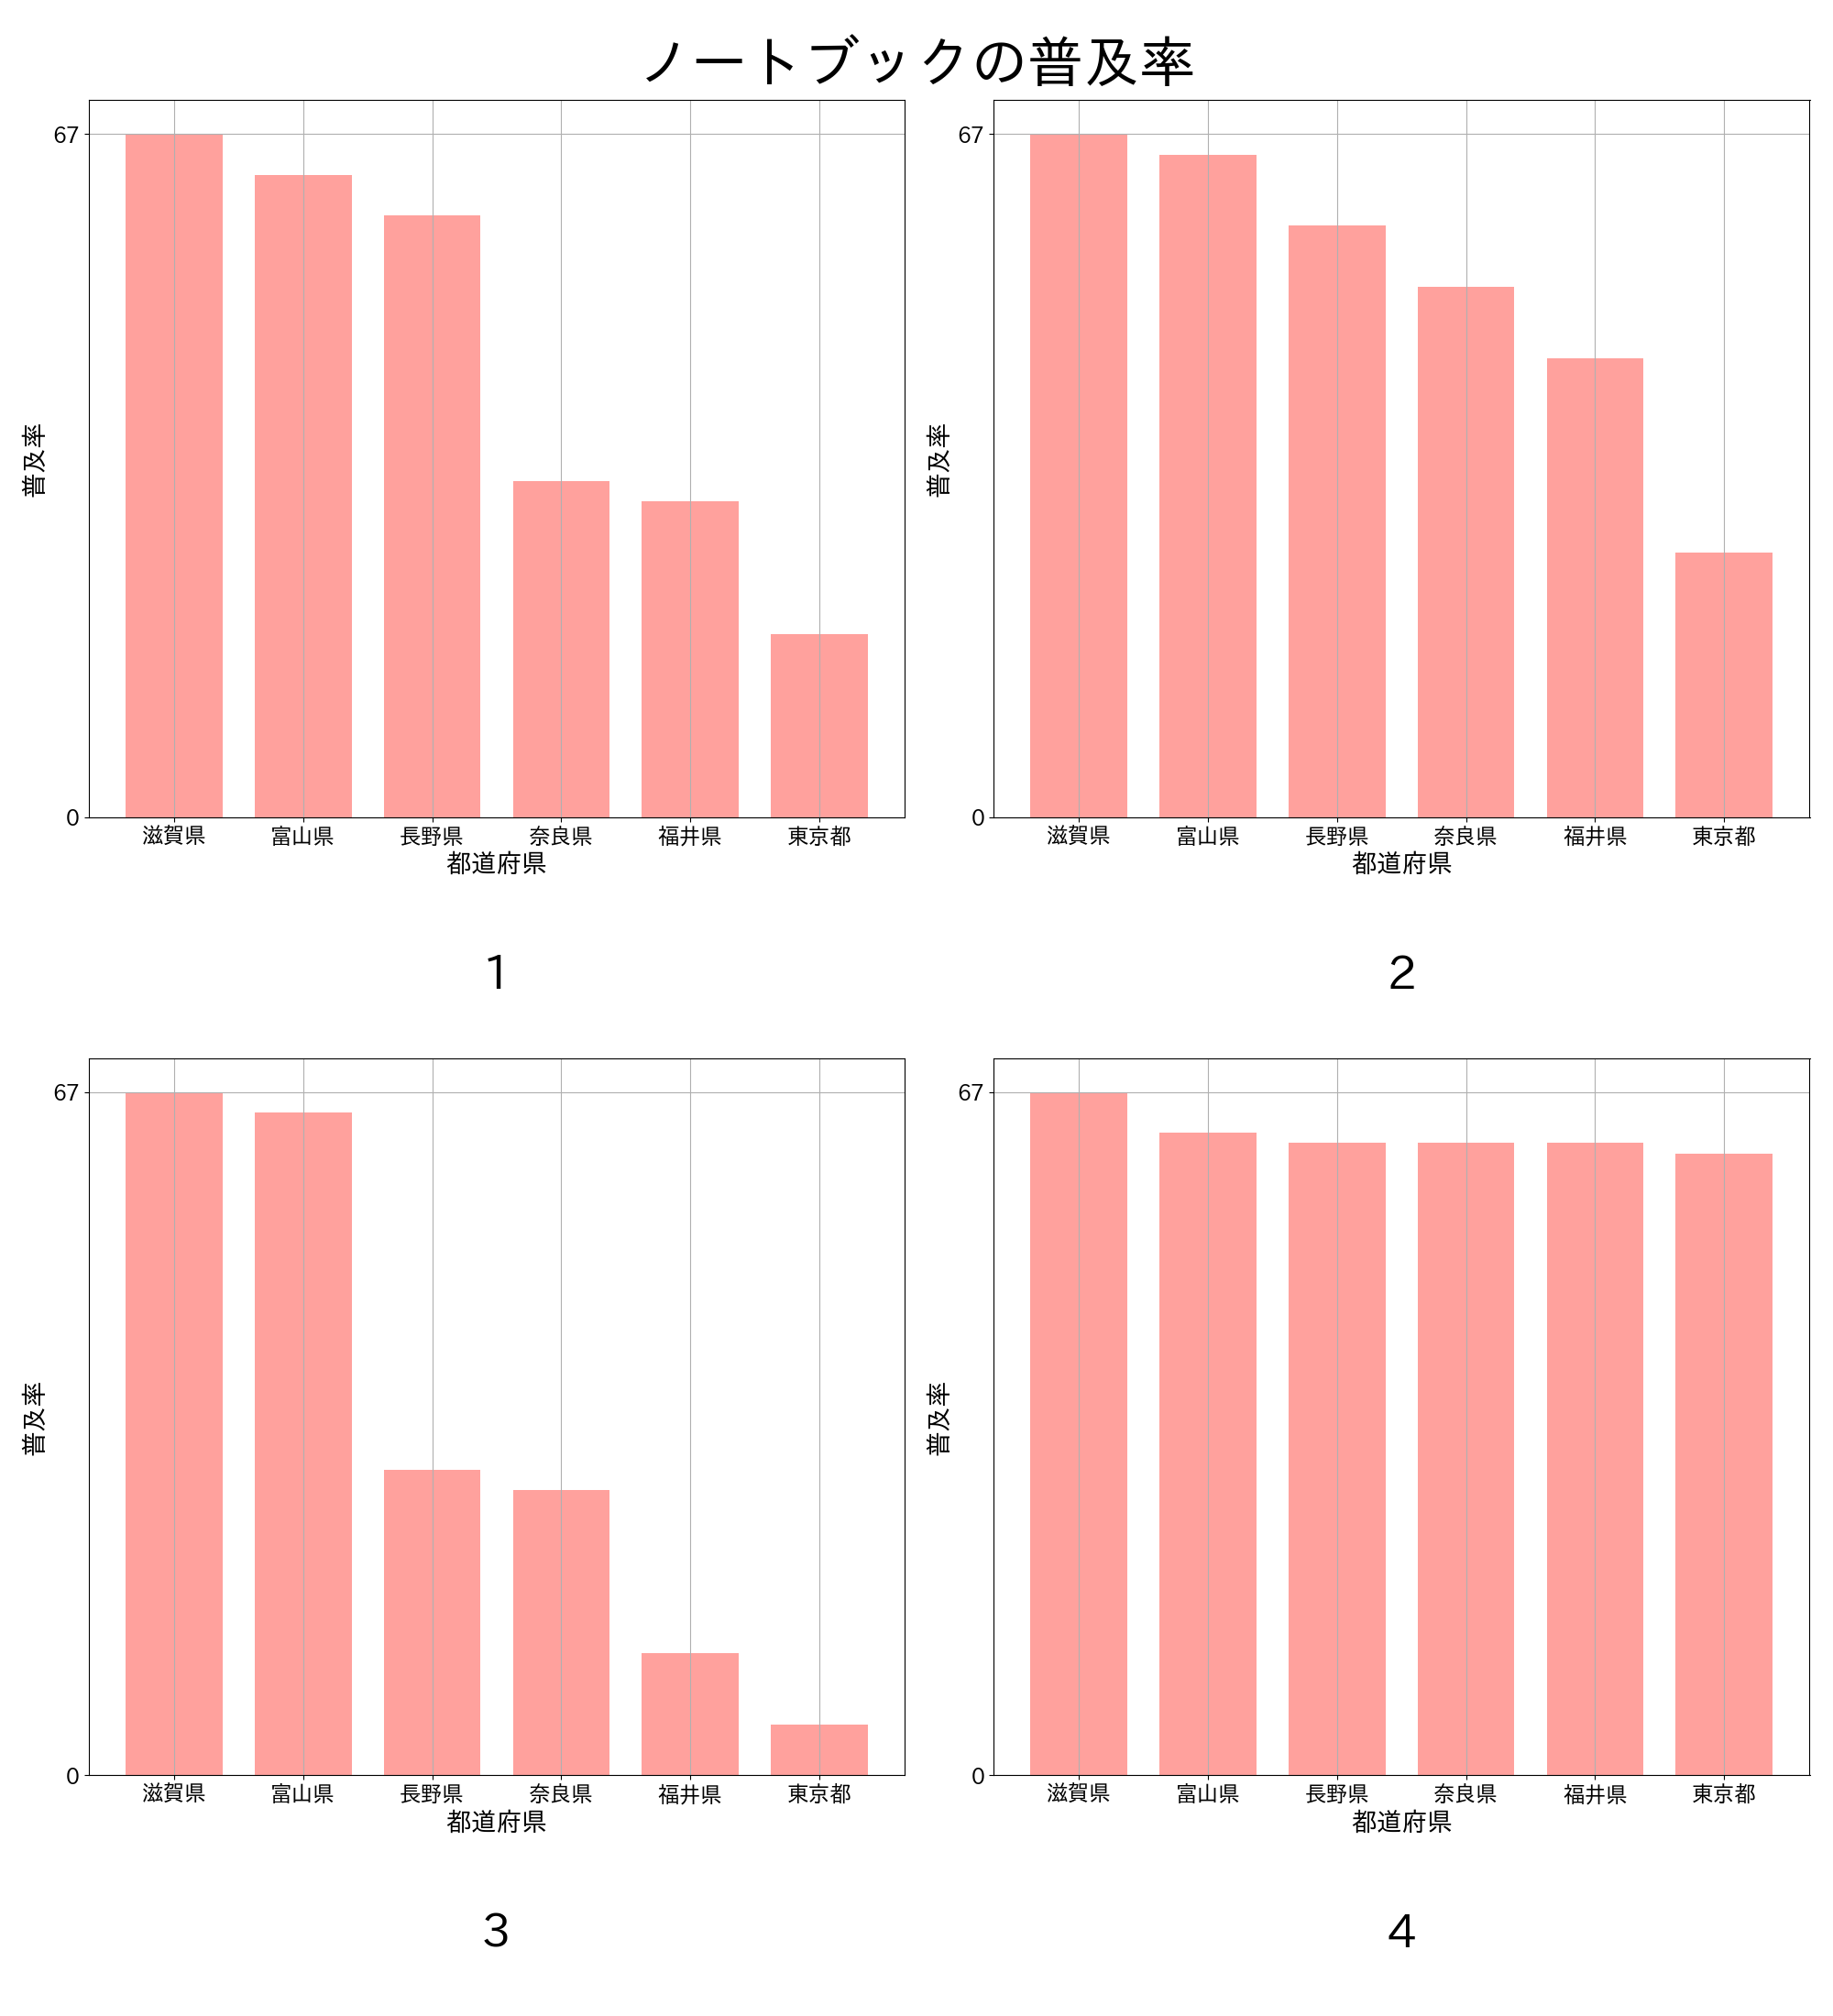 ノートブックの普及率
67
0
普及率
滋賀県 富山県 長野県 奈良県 福井県 東京都
都道府県
1
67
0
普及率
滋賀県 富山県 長野県 奈良県 福井県 東京都
都道府県
2
67
0
普及率
滋賀県 富山県 長野県 奈良県 福井県 東京都
都道府県
3
67
0
普及率
滋賀県 富山県 長野県 奈良県 福井県 東京都
都道府県
4